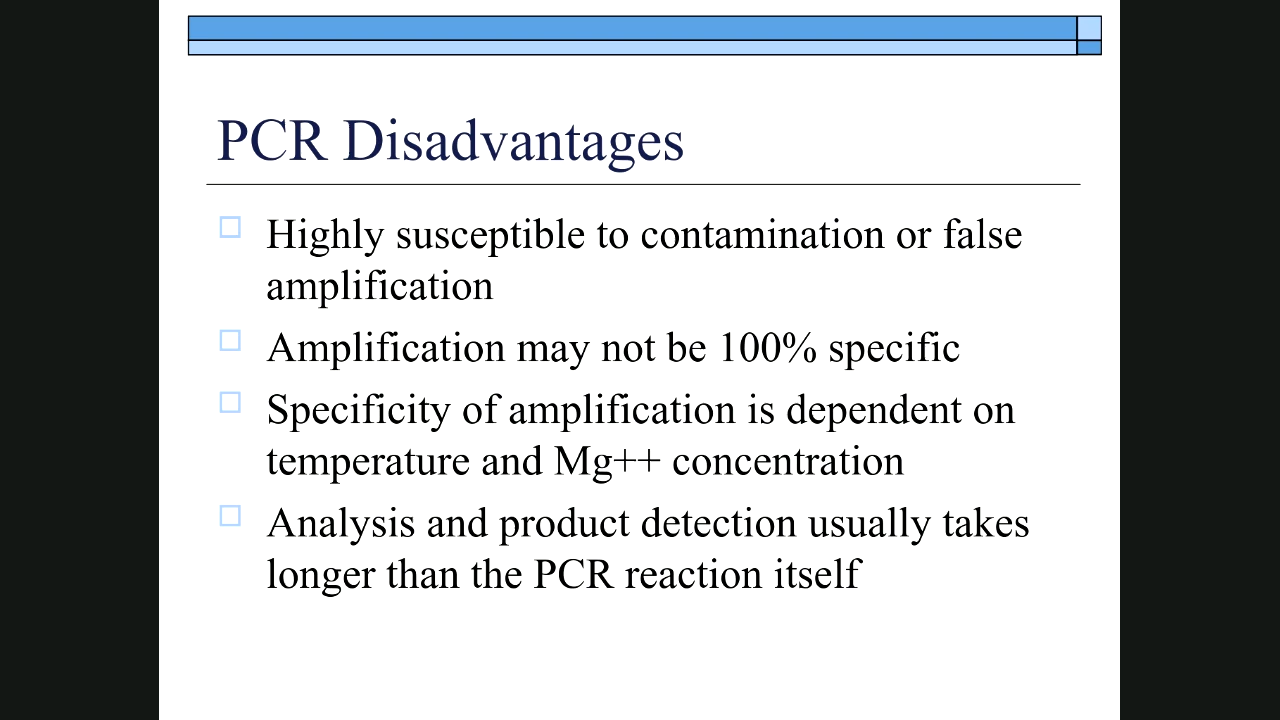 PCR Disadvantages
Highly susceptible to contamination or false
amplification
Amplification may not be 100% specific
Specificity of amplification is dependent on
temperature and Mg++ concentration
Analysis and product detection usually takes
longer than the PCR reaction itself